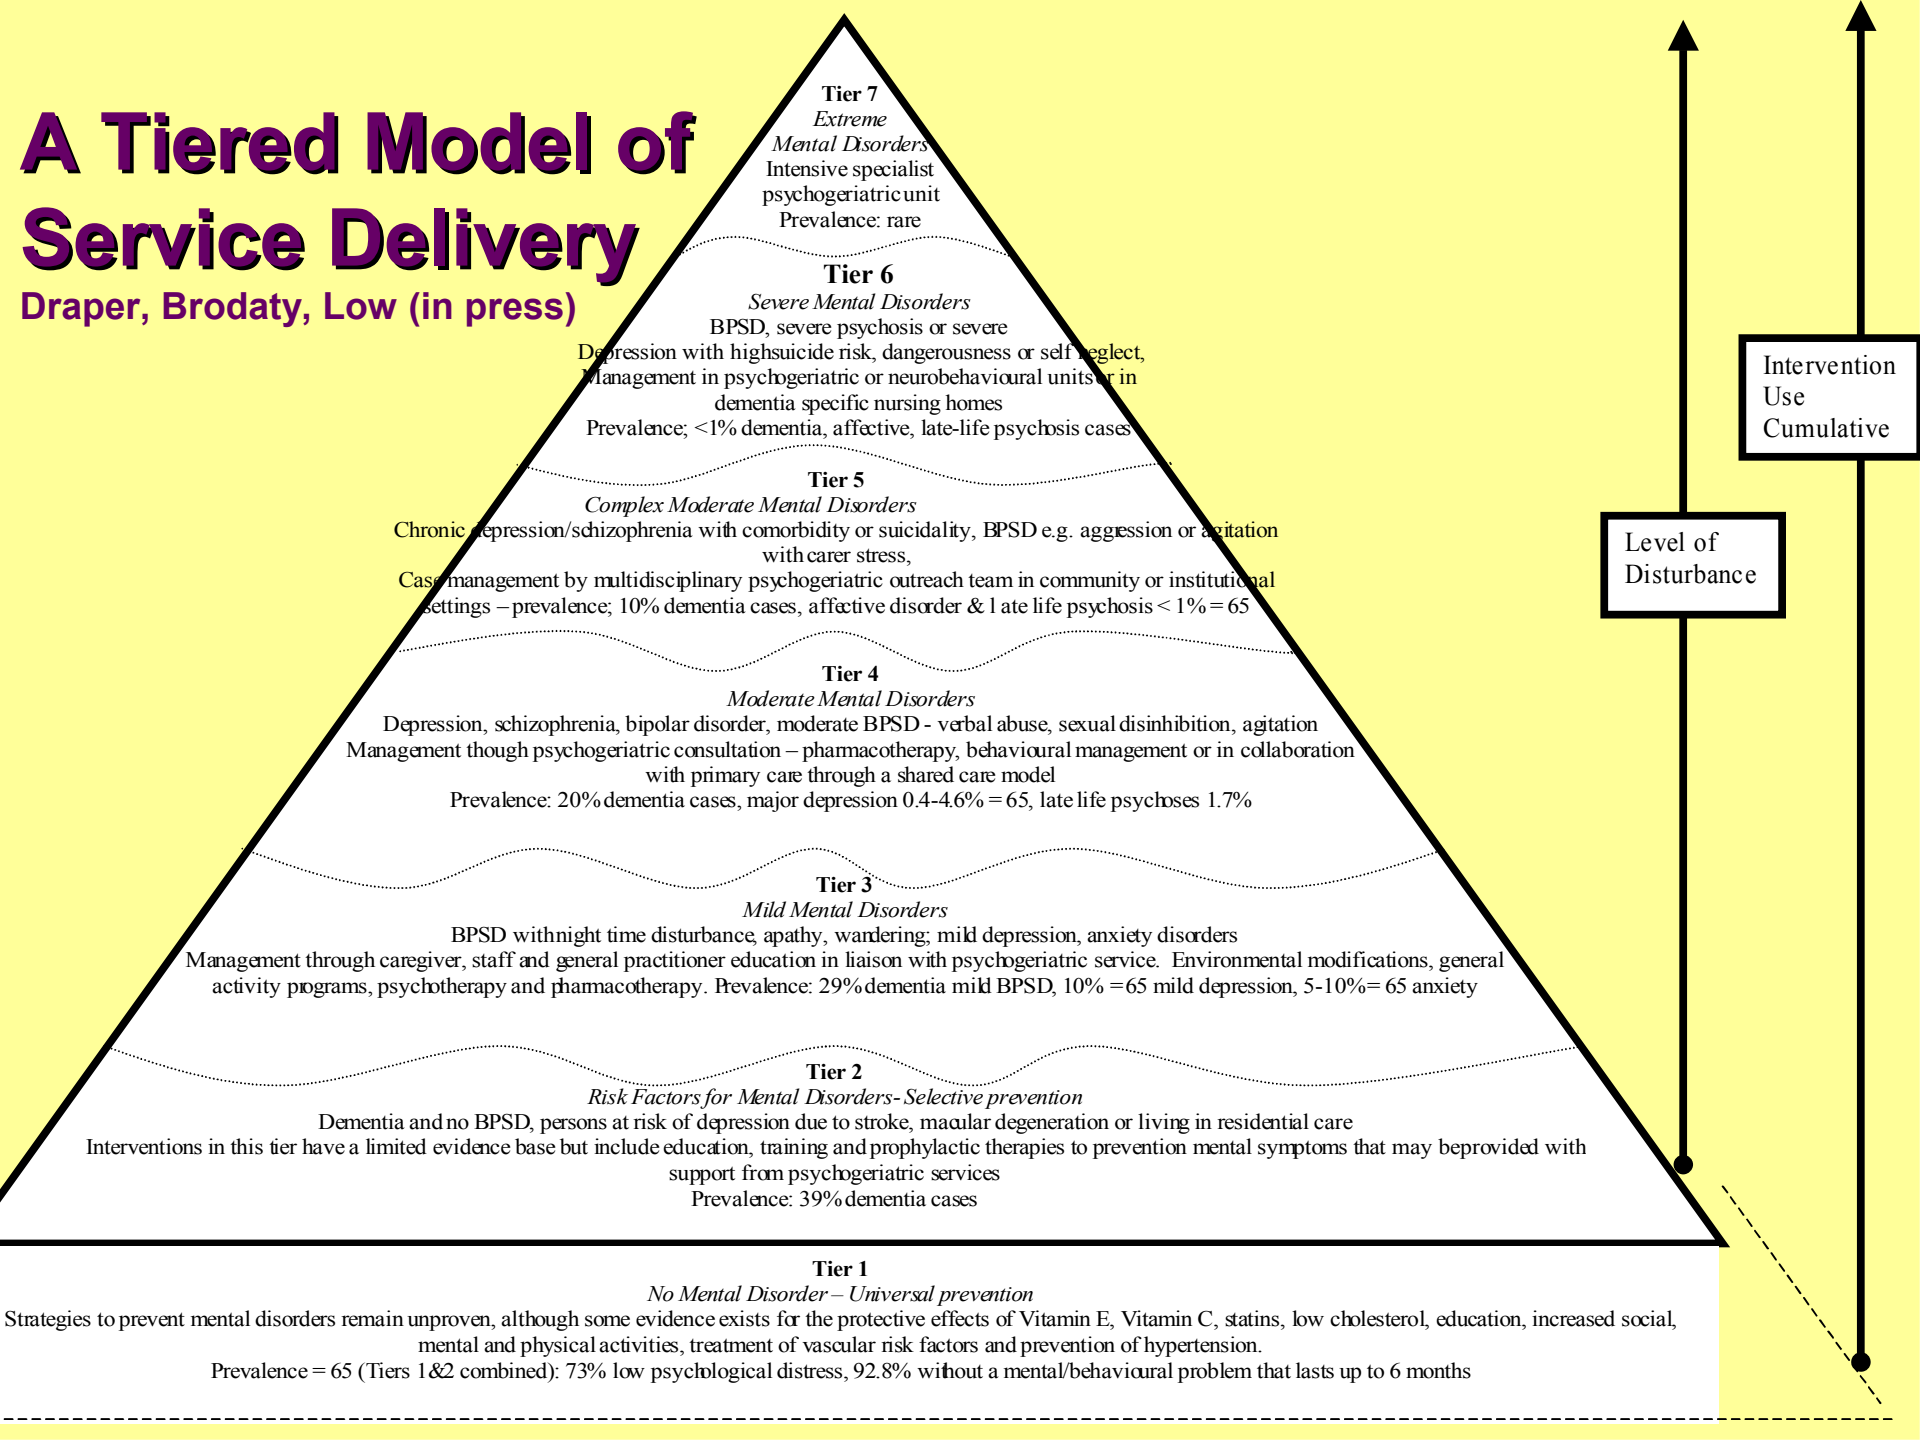 A Tiered Model of
Service Delivery
Draper, Brodaty, Low (in press)
Tier 7
Extreme
Mental Disorders
Intensive specialist
psychogeriatric unit
Prevalence: rare
Tier 6
Severe Mental Disorders
BPSD, severe psychosis or severe
Depression with highsuicide risk, dangerousness or self neglect,
Management in psychogeriatric or neurobehavioural units or in
dementia specific nursing homes
Prevalence; <1% dementia, affective, late-life psychosis cases
Tier 5
Complex Moderate Mental Disorders
Chronic depression/schizophrenia with comorbidity or suicidality, BPSD e.g. aggression or agitation
with carer stress,
Case management by multidisciplinary psychogeriatric outreach team in community or institutional
settings – prevalence; 10% dementia cases, affective disorder & l ate life psychosis < 1% = 65
Tier 4
Moderate Mental Disorders
Depression, schizophrenia, bipolar disorder, moderate BPSD - verbal abuse, sexual disinhibition, agitation
Management though psychogeriatric consultation – pharmacotherapy, behavioural management or in collaboration
with primary care through a shared care model
Prevalence: 20% dementia cases, major depression 0.4-4.6% = 65, late life psychoses 1.7%
Tier 3
Mild Mental Disorders
BPSD with night time disturbance, apathy, wandering; mild depression, anxiety disorders
Management through caregiver, staff and general practitioner education in liaison with psychogeriatric service. Environmental modifications, general
activity programs, psychotherapy and pharmacotherapy. Prevalence: 29% dementia mild BPSD, 10% = 65 mild depression, 5-10% = 65 anxiety
Tier 2
Risk Factors for Mental Disorders - Selective prevention
Dementia and no BPSD, persons at risk of depression due to stroke, macular degeneration or living in residential care
Interventions in this tier have a limited evidence base but include education, training and prophylactic therapies to prevention mental symptoms that may be provided with
support from psychogeriatric services
Prevalence: 39% dementia cases
Tier 1
No Mental Disorder – Universal prevention
Strategies to prevent mental disorders remain unproven, although some evidence exists for the protective effects of Vitamin E, Vitamin C, statins, low cholesterol, education, increased social,
mental and physical activities, treatment of vascular risk factors and prevention of hypertension.
Prevalence = 65 (Tiers 1&2 combined): 73% low psychological distress, 92.8% without a mental/behavioural problem that lasts up to 6 months
Level of
Disturbance
Intervention
Use
Cumulative